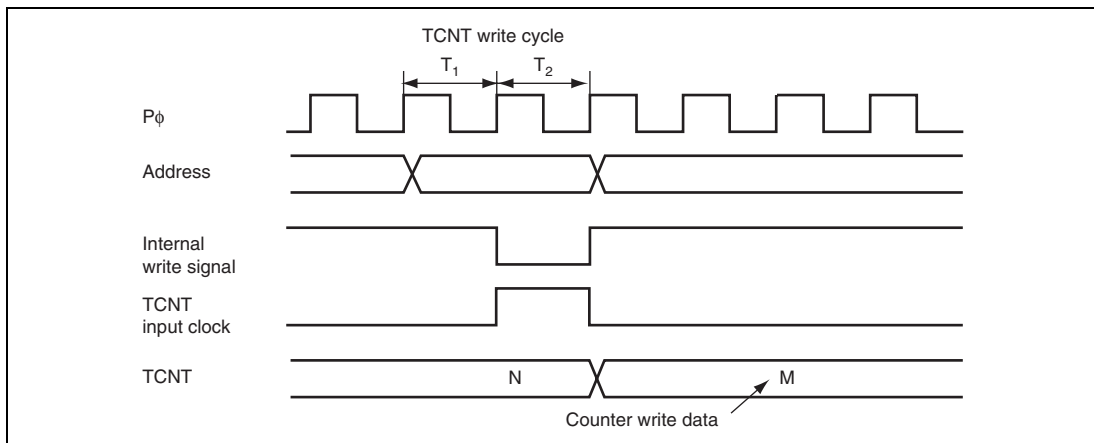 TCNT write cycle
T₁ T₂
Pϕ
Address
Internal
write signal
TCNT
input clock
TCNT N M
Counter write data